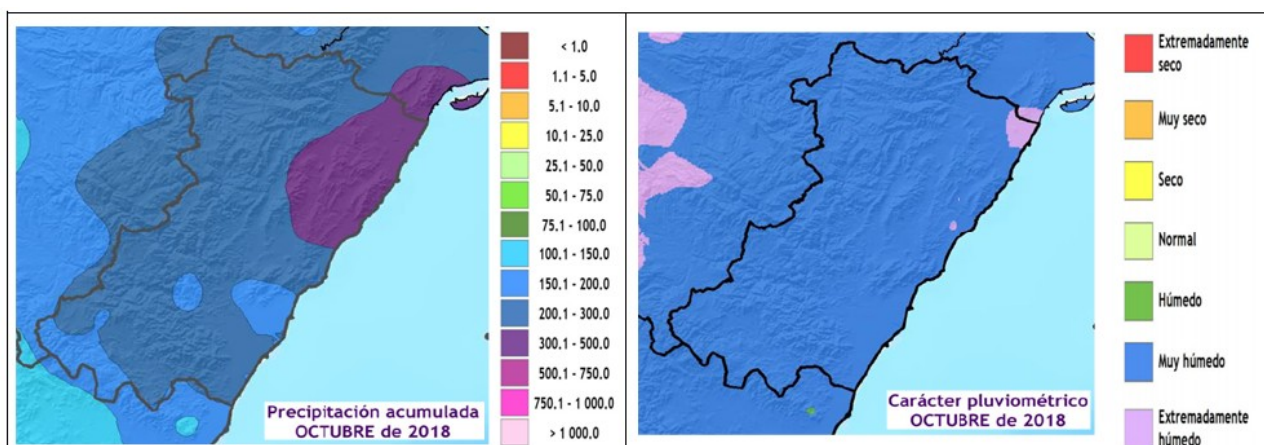 < 1.0
1.1 - 5.0
5.1 - 10.0
10.1 - 25.0
25.1 - 50.0
50.1 - 75.0
75.1 - 100.0
100.1 - 150.0
150.1 - 200.0
200.1 - 300.0
300.1 - 500.0
500.1 - 750.0
750.1 - 1 000.0
> 1 000.0
Precipitación acumulada
OCTUBRE de 2018
Extremadamente
seco
Muy seco
Seco
Normal
Húmedo
Muy húmedo
Extremadamente
húmedo
Carácter pluviométrico
OCTUBRE de 2018